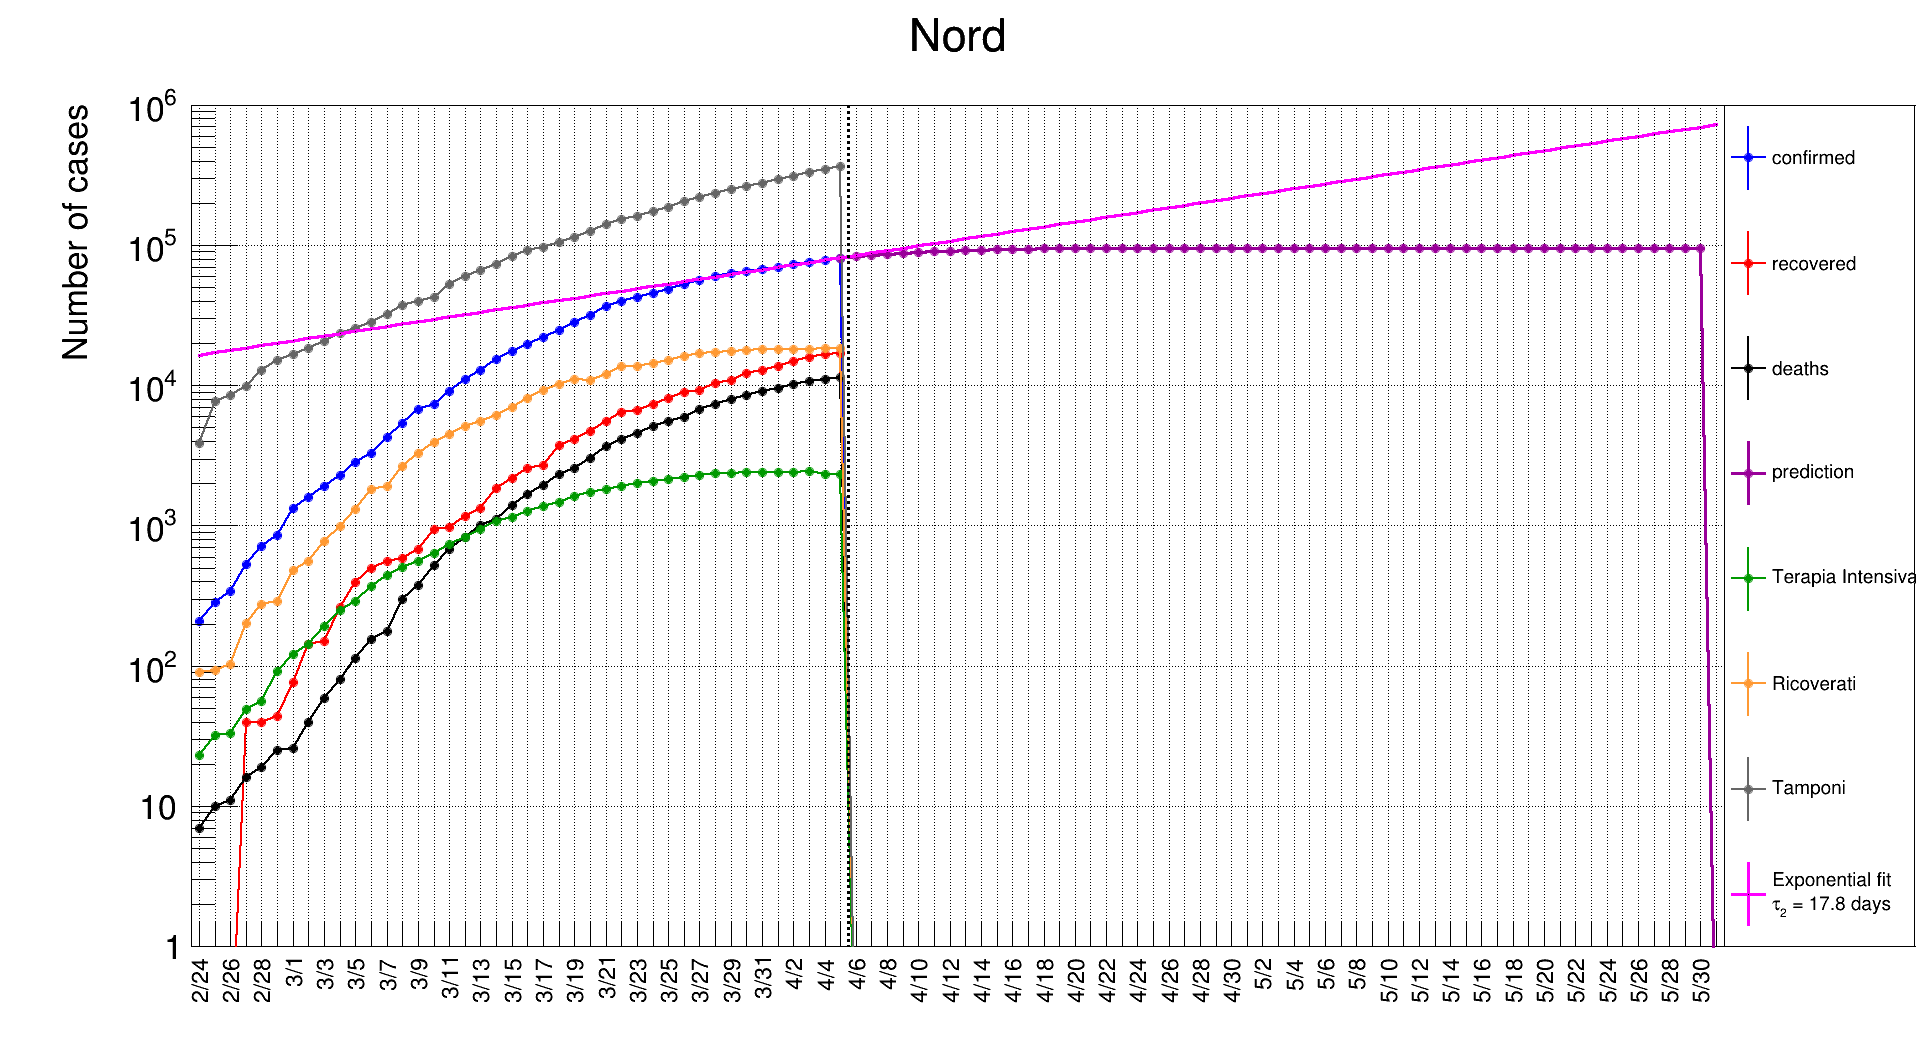 Nord
Number of cases
10^6
10^5
10^4
10^3
10^2
10
1
2/24 2/26 2/28 3/1 3/3 3/5 3/7 3/9 3/11 3/13 3/15 3/17 3/19 3/21 3/23 3/25 3/27 3/29 3/31 4/2 4/4 4/6 4/8 4/10 4/12 4/14 4/16 4/18 4/20 4/22 4/24 4/26 4/28 4/30 5/2 5/4 5/6 5/8 5/10 5/12 5/14 5/16 5/18 5/20 5/22 5/24 5/26 5/28 5/30
confirmed
recovered
deaths
prediction
Terapia Intensiva
Ricoverati
Tamponi
Exponential fit
τ₂ = 17.8 days